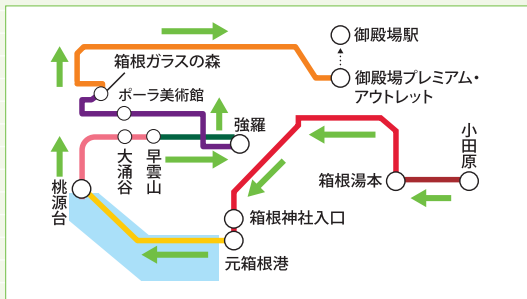 御殿場駅
箱根ガラスの森
御殿場プレミアム・
アウトレット
ポーラ美術館
強羅
小田原
大涌谷
早雲山
箱根湯本
桃源台
箱根神社入口
元箱根港